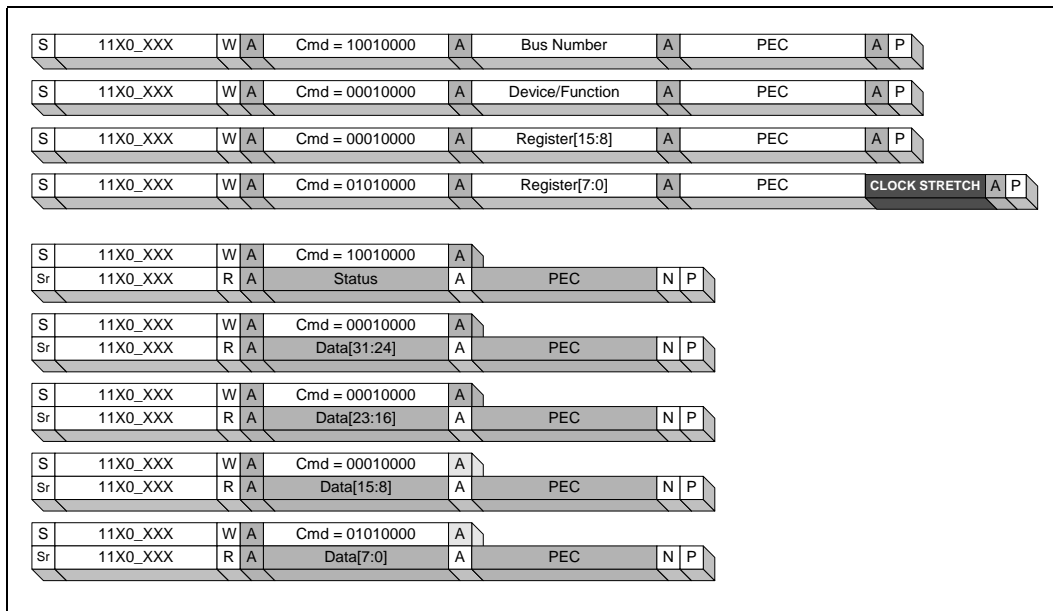 S 11X0_XXX W A Cmd = 10010000 A Bus Number A PEC A P
S 11X0_XXX W A Cmd = 00010000 A Device/Function A PEC A P
S 11X0_XXX W A Cmd = 00010000 A Register[15:8] A PEC A P
S 11X0_XXX W A Cmd = 01010000 A Register[7:0] A PEC CLOCK STRETCH A P
S 11X0_XXX W A Cmd = 10010000 A
Sr 11X0_XXX R A Status A PEC N P
S 11X0_XXX W A Cmd = 00010000 A
Sr 11X0_XXX R A Data[31:24] A PEC N P
S 11X0_XXX W A Cmd = 00010000 A
Sr 11X0_XXX R A Data[23:16] A PEC N P
S 11X0_XXX W A Cmd = 00010000 A
Sr 11X0_XXX R A Data[15:8] A PEC N P
S 11X0_XXX W A Cmd = 01010000 A
Sr 11X0_XXX R A Data[7:0] A PEC N P